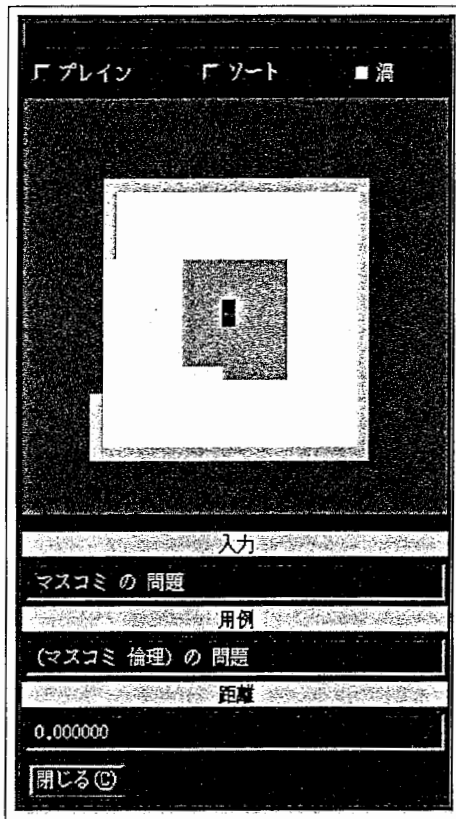 プレイン ソート 渦
入力
マスコミ の 問題
用例
(マスコミ 倫理) の 問題
距離
0.000000
閉じる(C)